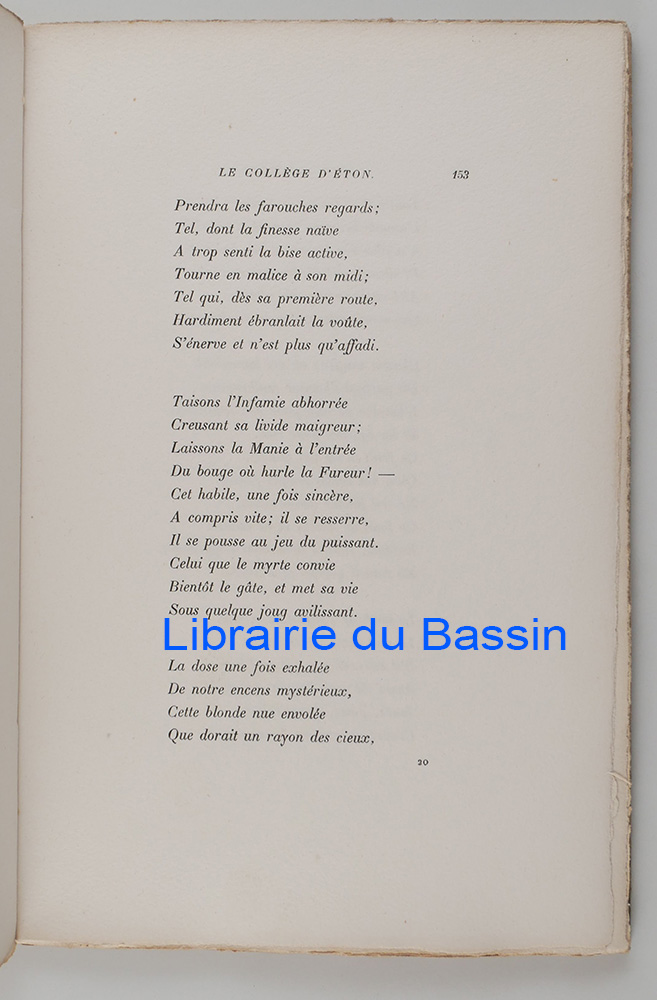 LE COLLÈGE D'ÉTON. 153
Prendra les farouches regards;
Tel, dont la finesse naïve
A trop senti la bise active,
Tourne en malice à son midi;
Tel qui, dès sa première route,
Hardiment ébranlait la voûte,
S'énerve et n'est plus qu'affadi.
Taisons l'Infamie abhorrée
Creusant sa livide maigreur;
Laissons la Manie à l'entrée
Du bouge où hurle la Fureur! —
Cet habile, une fois sincère,
A compris vite; il se resserre,
Il se pousse au jeu du puissant.
Celui que le myrte convie
Bientôt le gâte, et met sa vie
Sous quelque joug avilissant.
Librairie du Bassin
La dose une fois exhalée
De notre encens mystérieux,
Cette blonde nue envolée
Que dorait un rayon des cieux,
20